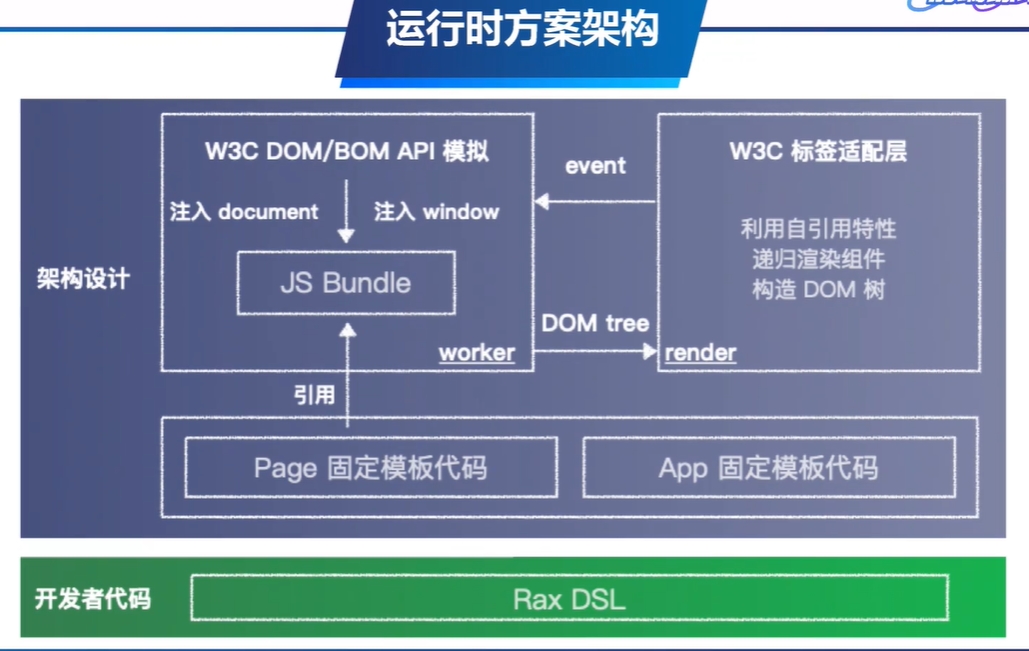 运行时方案架构
W3C DOM/BOM API 模拟
注入 document
注入 window
JS Bundle
worker
event
DOM tree
W3C 标签适配层
利用自引用特性
递归渲染组件
构造 DOM 树
render
架构设计
引用
Page 固定模板代码
App 固定模板代码
开发者代码
Rax DSL